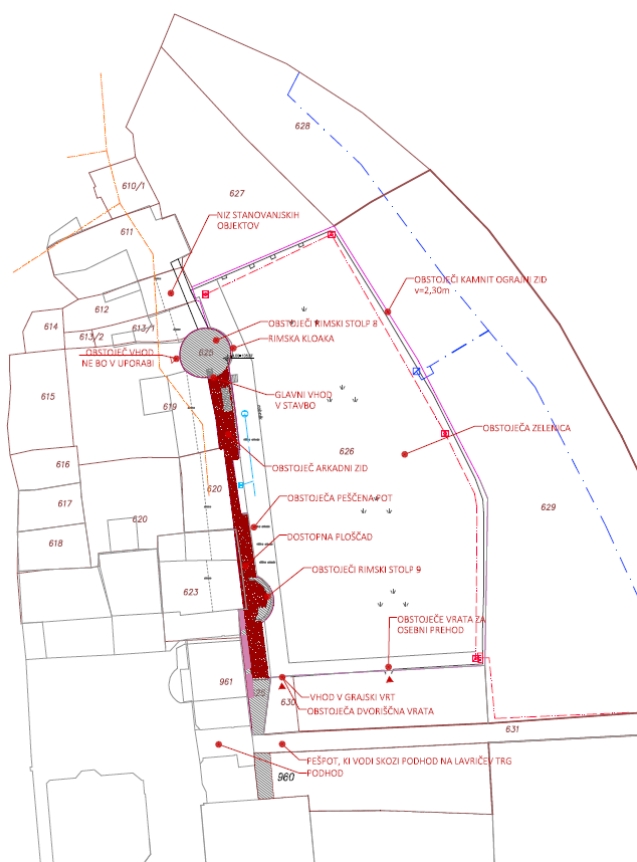 628
610/1
627
NIZ STANOVANJSKIH
OBJEKTOV
611
OBSTOJEČI KAMNIT OGRAJNI ZID
v=2,30m
612
614
613/1
613/2
OBSTOJEČI RIMSKI STOLP 8
RIMSKA KLOAKA
625
OBSTOJEČ VHOD
NE BO V UPORABI
GLAVNI VHOD
V STAVBO
615
619
626
OBSTOJEČA ZELENICA
616
OBSTOJEČ ARKADNI ZID
620
617
OBSTOJEČA PEŠČENA POT
629
620
618
DOSTOPNA PLOŠČAD
OBSTOJEČI RIMSKI STOLP 9
623
OBSTOJEČE VRATA ZA
OSEBNI PREHOD
961
VHOD V GRAJSKI VRT
630
OBSTOJEČA DVORIŠČNA VRATA
631
PEŠPOT, KI VODI SKOZI PODHOD NA LAVRIČEV TRG
PODHOD
960